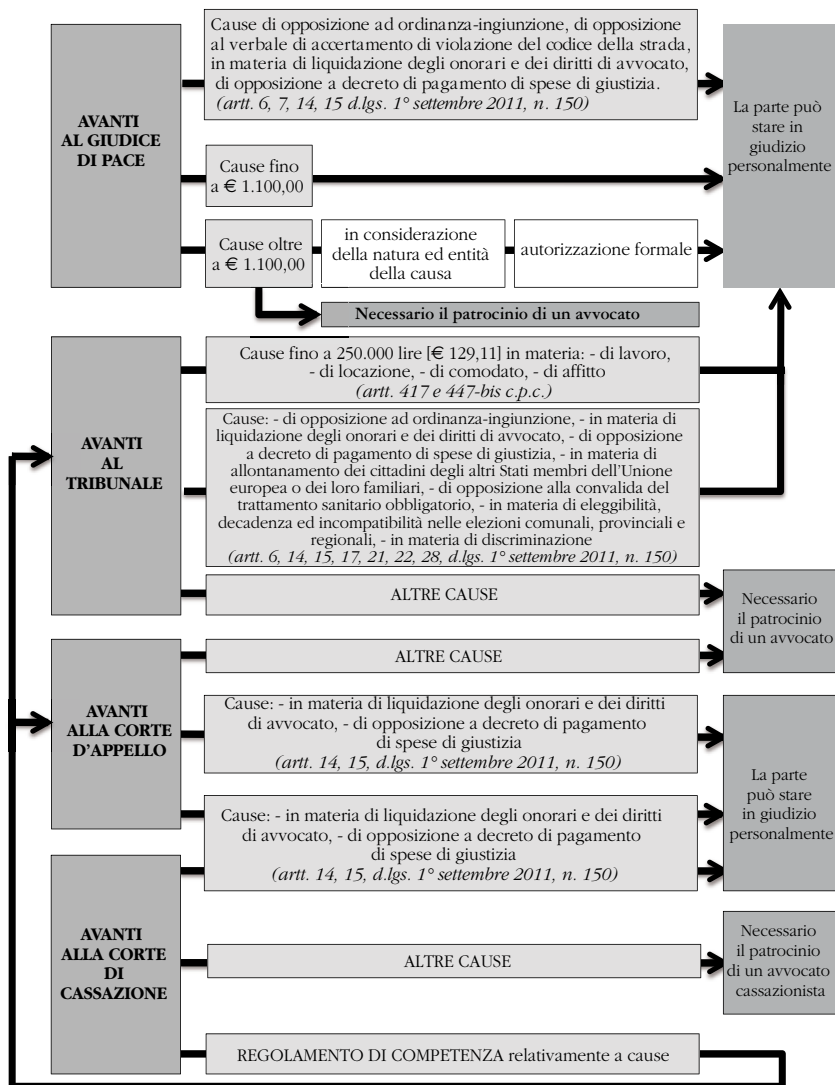 Cause di opposizione ad ordinanza-ingiunzione, di opposizione
al verbale di accertamento di violazione del codice della strada,
in materia di liquidazione degli onorari e dei diritti di avvocato,
di opposizione a decreto di pagamento di spese di giustizia.
(artt. 6, 7, 14, 15 d.lgs. 1° settembre 2011, n. 150)
AVANTI
AL GIUDICE
DI PACE
La parte può
stare in
giudizio
personalmente
Cause fino
a € 1.100,00
Cause oltre
a € 1.100,00
in considerazione
della natura ed entità
della causa
autorizzazione formale
Necessario il patrocinio di un avvocato
Cause fino a 250.000 lire [€ 129,11] in materia: - di lavoro,
- di locazione, - di comodato, - di affitto
(artt. 417 e 447-bis c.p.c.)
AVANTI
AL
TRIBUNALE
Cause: - di opposizione ad ordinanza-ingiunzione, - in materia di
liquidazione degli onorari e dei diritti di avvocato, - di opposizione
a decreto di pagamento di spese di giustizia, - in materia di
allontanamento dei cittadini degli altri Stati membri dell'Unione
europea o dei loro familiari, - di opposizione alla convalida del
trattamento sanitario obbligatorio, - in materia di eleggibilità,
decadenza ed incompatibilità nelle elezioni comunali, provinciali e
regionali, - in materia di discriminazione
(artt. 6, 14, 15, 17, 21, 22, 28, d.lgs. 1° settembre 2011, n. 150)
ALTRE CAUSE
Necessario
il patrocinio
di un avvocato
ALTRE CAUSE
AVANTI
ALLA CORTE
D'APPELLO
Cause: - in materia di liquidazione degli onorari e dei diritti
di avvocato, - di opposizione a decreto di pagamento
di spese di giustizia
(artt. 14, 15, d.lgs. 1° settembre 2011, n. 150)
La parte
può stare
in giudizio
personalmente
Cause: - in materia di liquidazione degli onorari e dei diritti
di avvocato, - di opposizione a decreto di pagamento
di spese di giustizia
(artt. 14, 15, d.lgs. 1° settembre 2011, n. 150)
AVANTI
ALLA CORTE
DI
CASSAZIONE
ALTRE CAUSE
Necessario
il patrocinio
di un avvocato
cassazionista
REGOLAMENTO DI COMPETENZA relativamente a cause